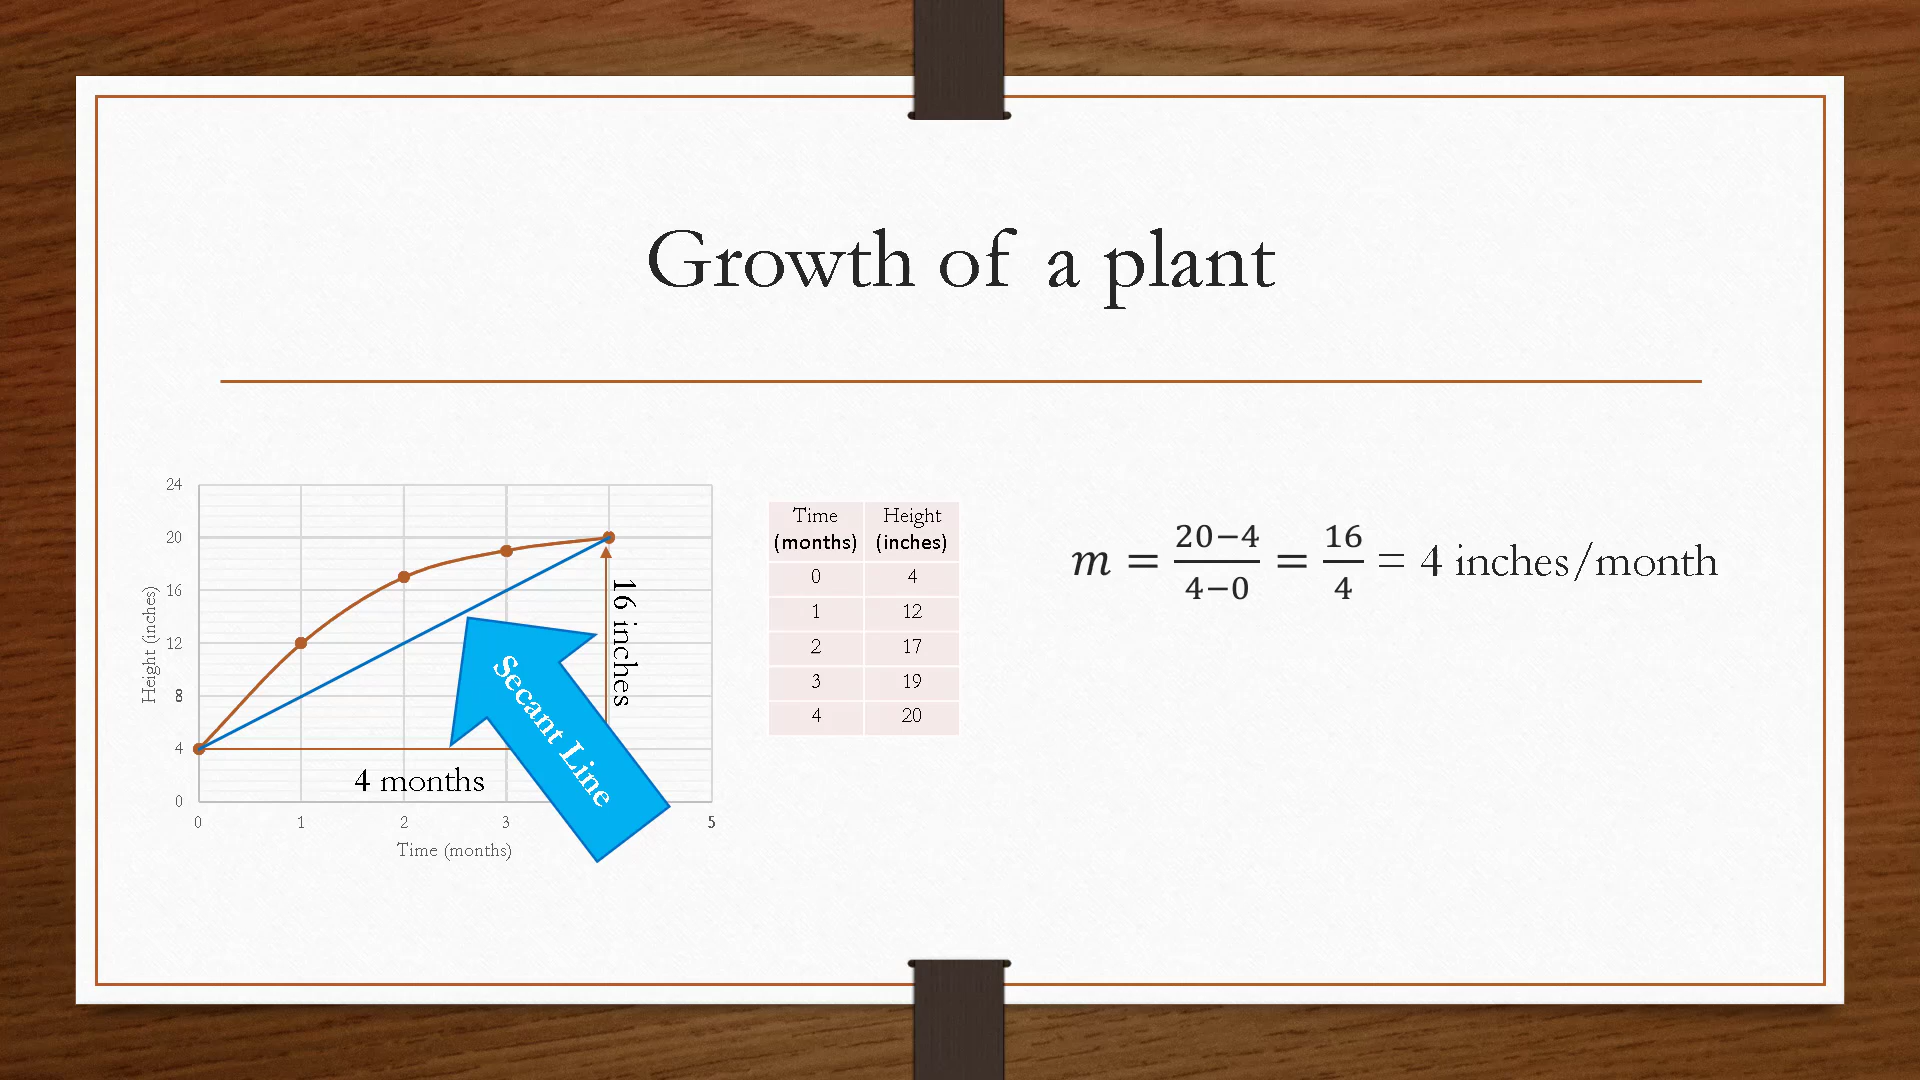 Growth of a plant
24
20
16
12
8
4
0
Height (inches)
0 1 2 3 5
Time (months)
4 months
16 inches
Secant Line
Time (months) Height (inches)
0 4
1 12
2 17
3 19
4 20
m = 20−4/4−0 = 16/4 = 4 inches/month